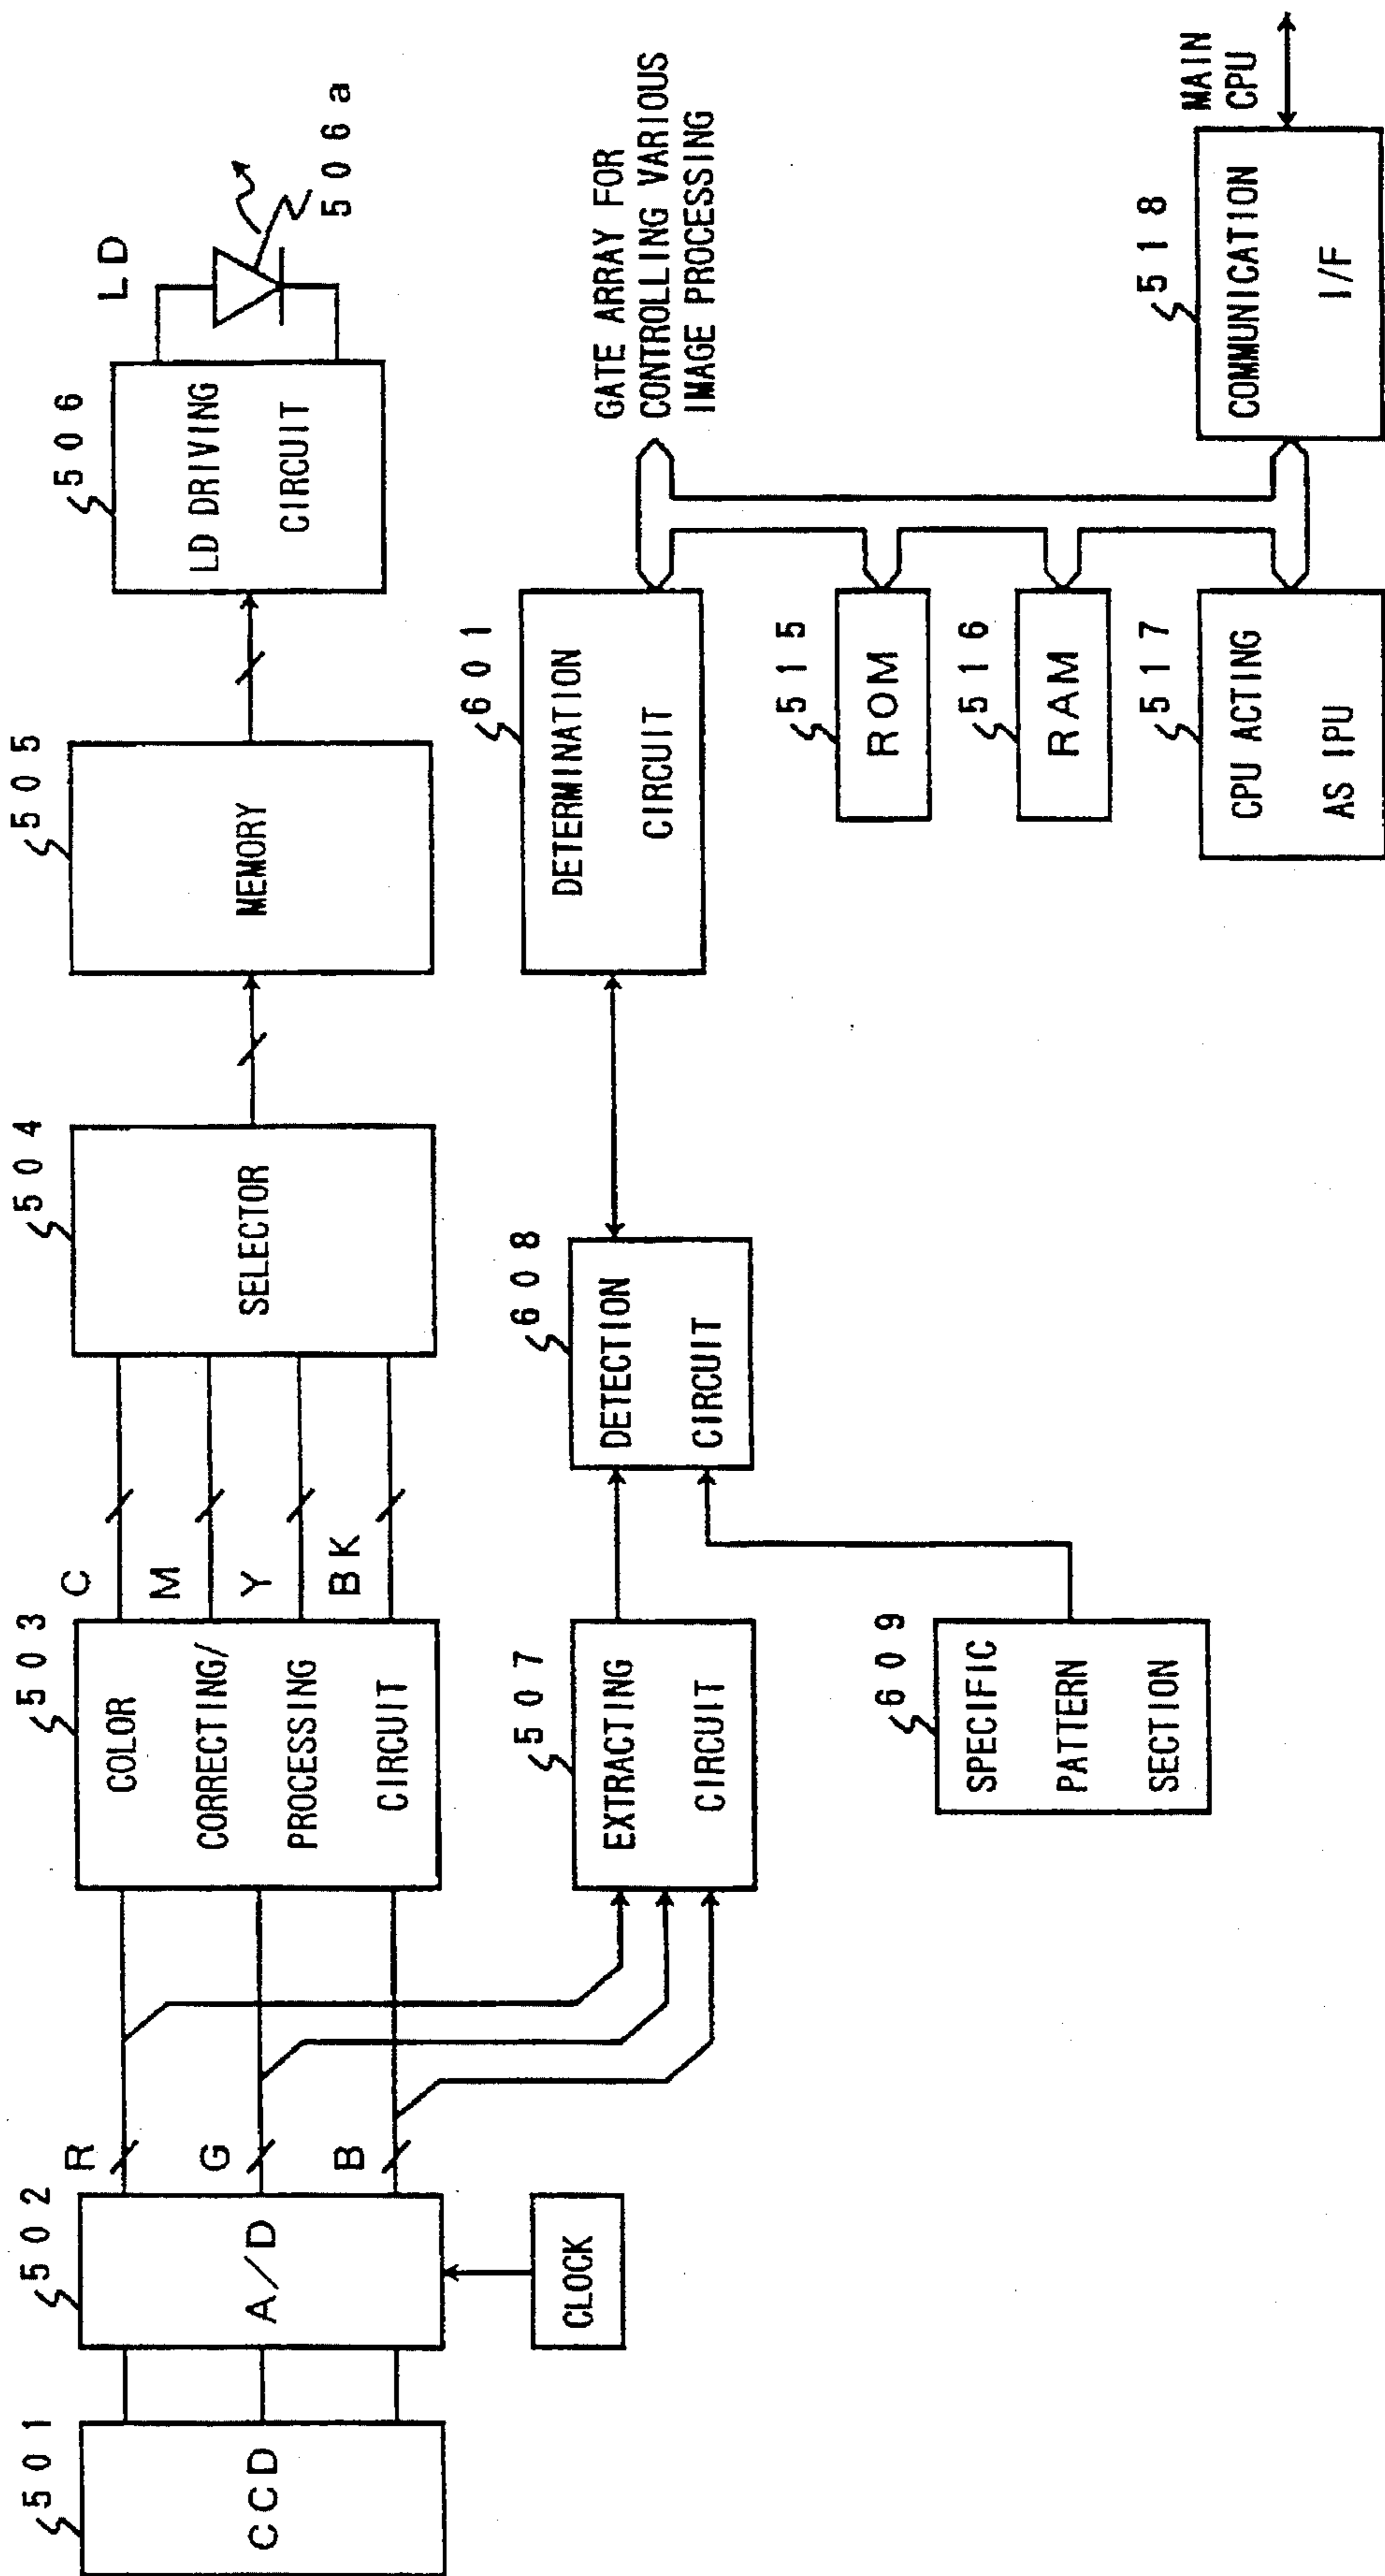 501
CCD
502
A/D
CLOCK
R
G
B
503
COLOR
CORRECTING/
PROCESSING
CIRCUIT
C
M
Y
BK
504
SELECTOR
505
MEMORY
506
LD DRIVING
CIRCUIT
LD
506a
507
EXTRACTING
CIRCUIT
609
SPECIFIC
PATTERN
SECTION
608
DETECTION
CIRCUIT
601
DETERMINATION
CIRCUIT
GATE ARRAY FOR
CONTROLLING VARIOUS
IMAGE PROCESSING
515
ROM
516
RAM
517
CPU ACTING
AS IPU
518
COMMUNICATION
I/F
MAIN
CPU